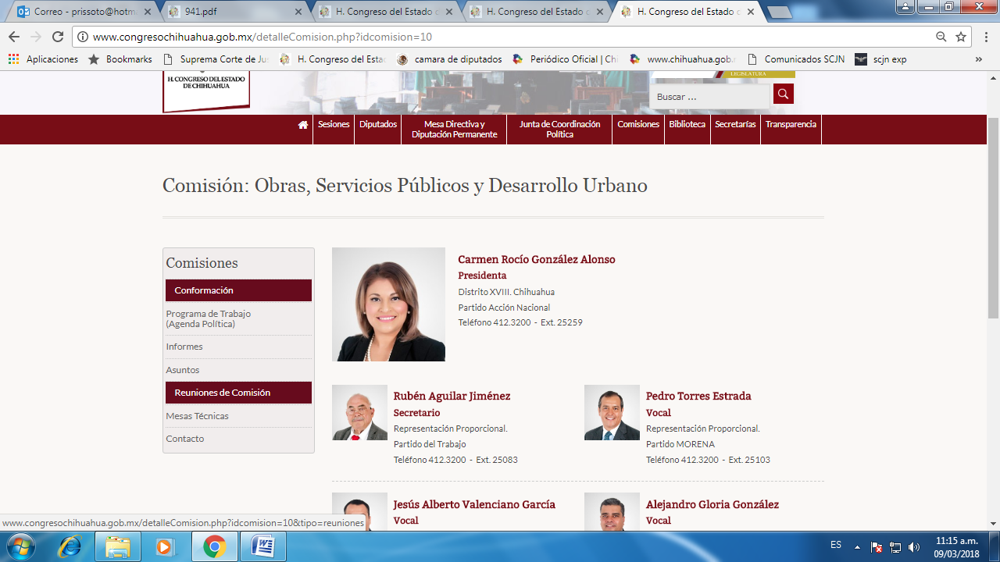 Correo - prissoto@hotm
941.pdf
H. Congreso del Estado d
H. Congreso del Estado d
H. Congreso del Estado d
www.congresochihuahua.gob.mx/detalleComision.php?idcomision=10
Aplicaciones
Bookmarks
Suprema Corte de Jus
H. Congreso del Estad
camara de diputados
Periódico Oficial | Chi
www.chihuahua.gob.m
Comunicados SCJN
scjn exp
»
H. CONGRESO DEL ESTADO
DE CHIHUAHUA
LEGISLATURA
Buscar ...
Sesiones
Diputados
Mesa Directiva y
Diputación Permanente
Junta de Coordinación
Política
Comisiones
Biblioteca
Secretarías
Transparencia
Comisión: Obras, Servicios Públicos y Desarrollo Urbano
Comisiones
Conformación
Programa de Trabajo
(Agenda Política)
Informes
Asuntos
Reuniones de Comisión
Mesas Técnicas
Contacto
Carmen Rocío González Alonso
Presidenta
Distrito XVIII. Chihuahua
Partido Acción Nacional
Teléfono 412.3200 - Ext. 25259
Rubén Aguilar Jiménez
Secretario
Representación Proporcional.
Partido del Trabajo
Teléfono 412.3200 - Ext. 25083
Pedro Torres Estrada
Vocal
Representación Proporcional.
Partido MORENA
Teléfono 412.3200 - Ext. 25103
Jesús Alberto Valenciano García
Vocal
Alejandro Gloria González
Vocal
www.congresochihuahua.gob.mx/detalleComision.php?idcomision=10&tipo=reuniones
ES
11:15 a.m.
09/03/2018